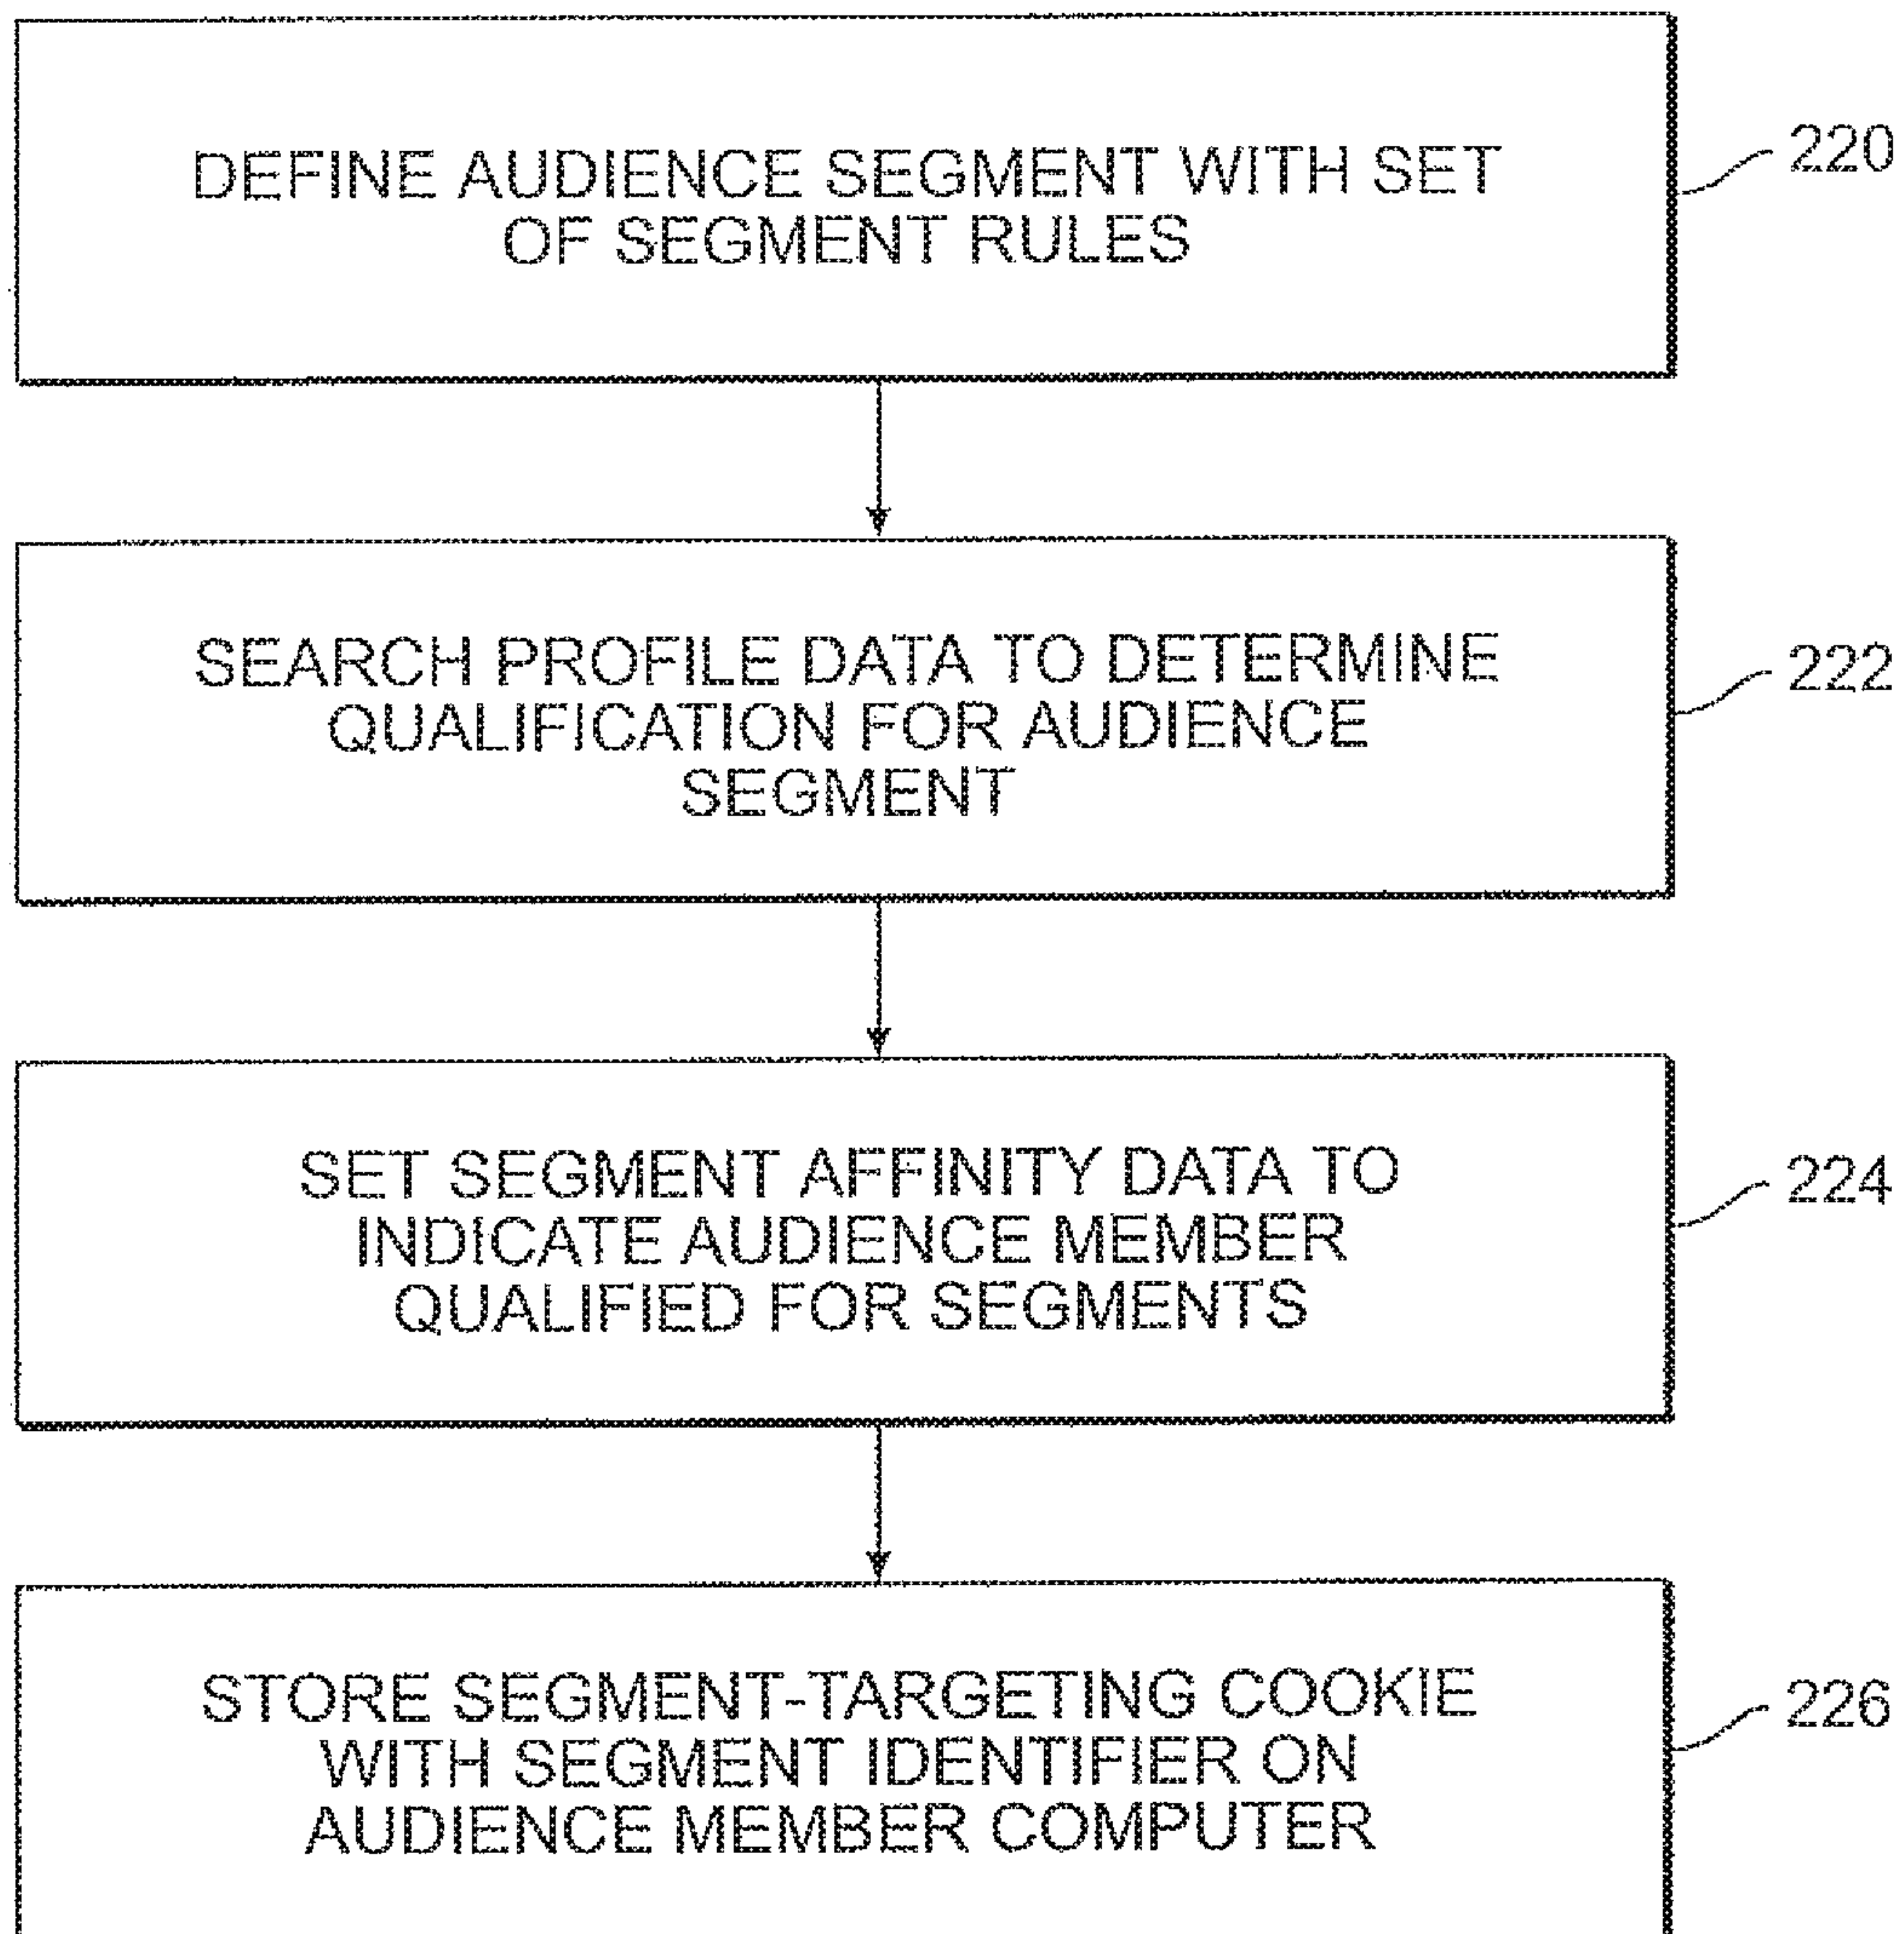 DEFINE AUDIENCE SEGMENT WITH SET
OF SEGMENT RULES
220
SEARCH PROFILE DATA TO DETERMINE
QUALIFICATION FOR AUDIENCE
SEGMENT
222
SET SEGMENT AFFINITY DATA TO
INDICATE AUDIENCE MEMBER
QUALIFIED FOR SEGMENTS
224
STORE SEGMENT-TARGETING COOKIE
WITH SEGMENT IDENTIFIER ON
AUDIENCE MEMBER COMPUTER
226